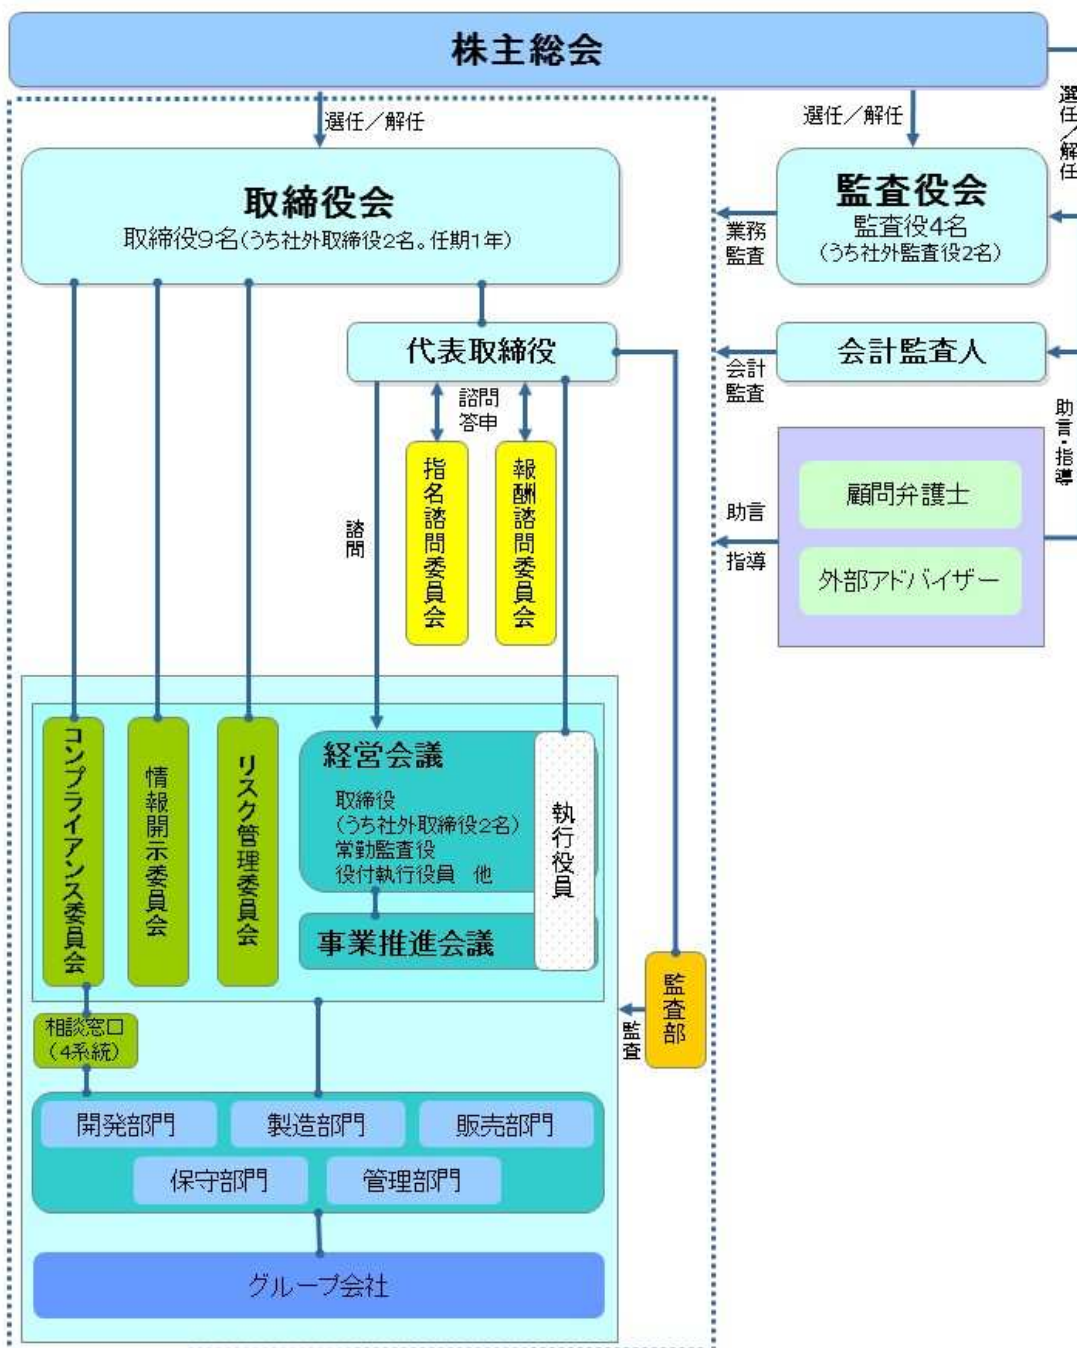 株主総会
選任／解任
選任／解任
選任／解任
取締役会
取締役9名(うち社外取締役2名。任期1年)
監査役会
監査役4名
(うち社外監査役2名)
業務
監査
代表取締役
会計監査人
会計
監査
諮問
答申
助言・指導
指名諮問委員会
報酬諮問委員会
顧問弁護士
外部アドバイザー
助言
指導
諮問
コンプライアンス委員会
情報開示委員会
リスク管理委員会
経営会議
取締役
(うち社外取締役2名)
常勤監査役
役付執行役員　他
執行役員
事業推進会議
監査部
監査
相談窓口
(4系統)
開発部門
製造部門
販売部門
保守部門
管理部門
グループ会社